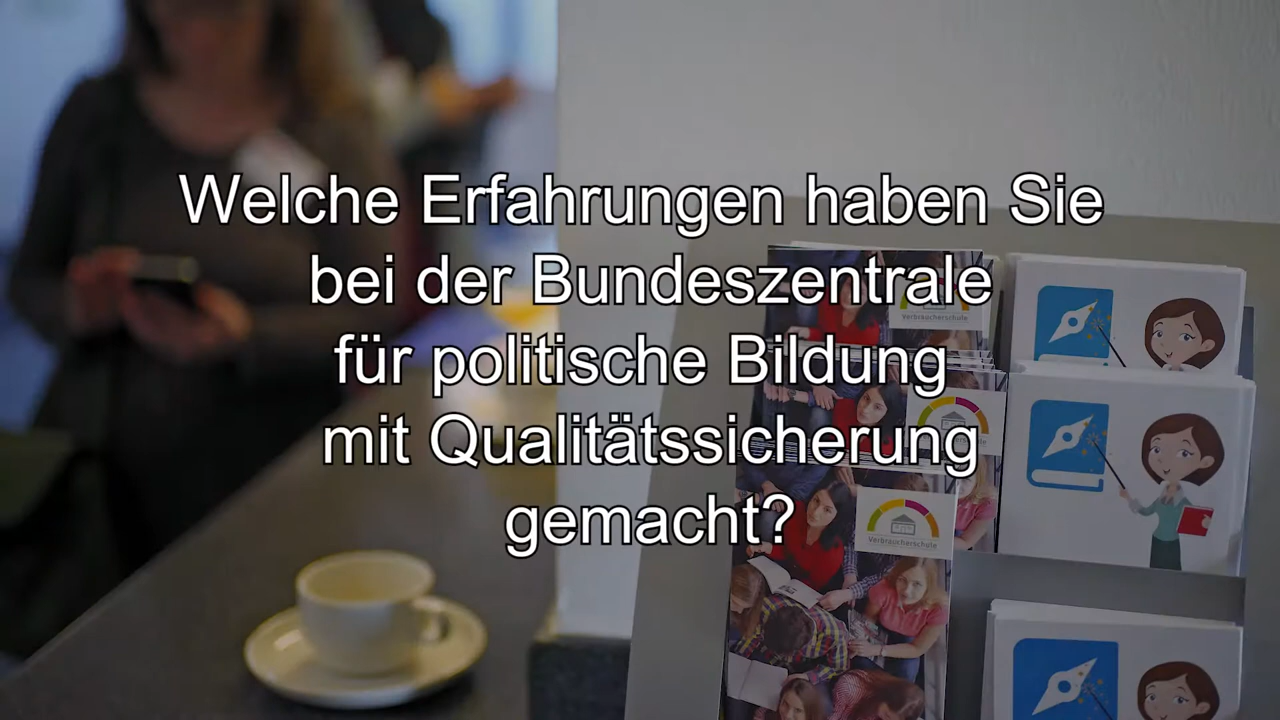 Welche Erfahrungen haben Sie
bei der Bundeszentrale
für politische Bildung
mit Qualitätssicherung
gemacht?
Verbraucherschule
Verbraucherschule